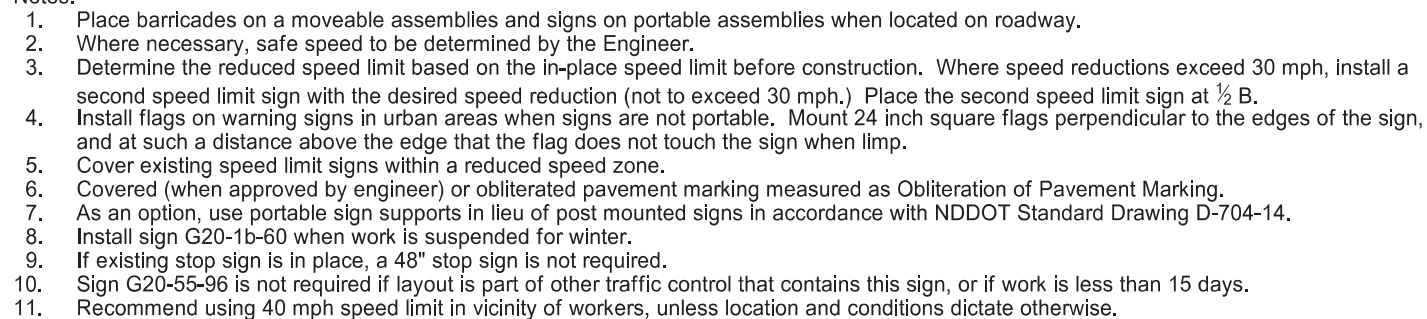 Notes:
1. Place barricades on a moveable assemblies and signs on portable assemblies when located on roadway.
2. Where necessary, safe speed to be determined by the Engineer.
3. Determine the reduced speed limit based on the in-place speed limit before construction. Where speed reductions exceed 30 mph, install a
second speed limit sign with the desired speed reduction (not to exceed 30 mph.) Place the second speed limit sign at ½ B.
4. Install flags on warning signs in urban areas when signs are not portable. Mount 24 inch square flags perpendicular to the edges of the sign,
and at such a distance above the edge that the flag does not touch the sign when limp.
5. Cover existing speed limit signs within a reduced speed zone.
6. Covered (when approved by engineer) or obliterated pavement marking measured as Obliteration of Pavement Marking.
7. As an option, use portable sign supports in lieu of post mounted signs in accordance with NDDOT Standard Drawing D-704-14.
8. Install sign G20-1b-60 when work is suspended for winter.
9. If existing stop sign is in place, a 48" stop sign is not required.
10. Sign G20-55-96 is not required if layout is part of other traffic control that contains this sign, or if work is less than 15 days.
11. Recommend using 40 mph speed limit in vicinity of workers, unless location and conditions dictate otherwise.